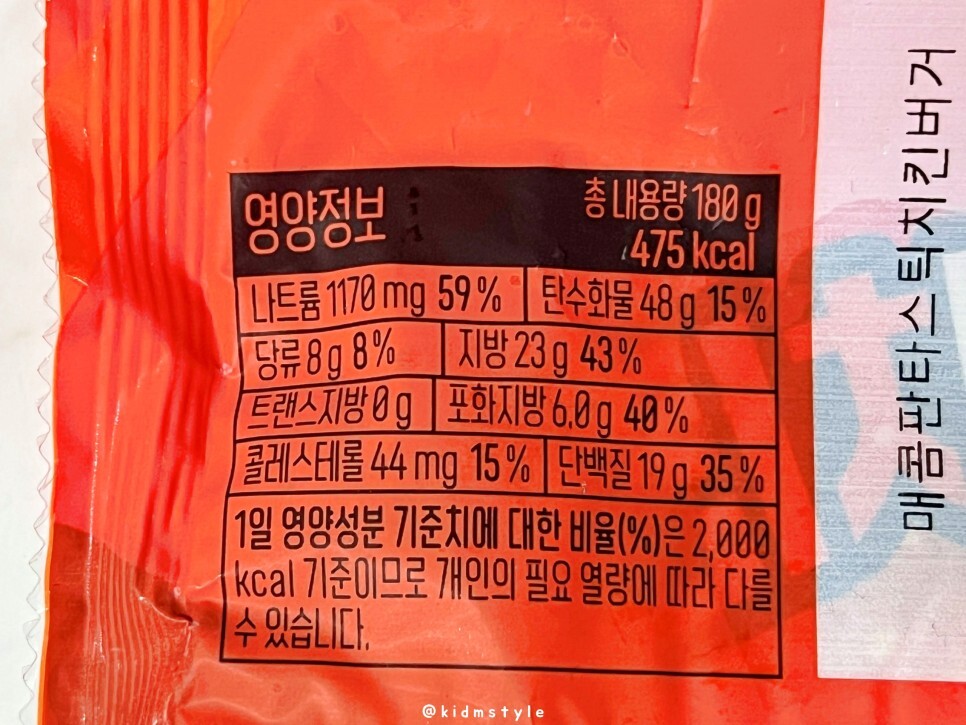 영양정보
총 내용량 180 g
475 kcal
나트륨 1170 mg 59 % 탄수화물 48 g 15 %
당류 8 g 8 % 지방 23 g 43 %
트랜스지방 0 g 포화지방 6.0 g 40 %
콜레스테롤 44 mg 15 % 단백질 19 g 35 %
1일 영양성분 기준치에 대한 비율(%)은 2,000
kcal 기준이므로 개인의 필요 열량에 따라 다를
수 있습니다.
매콤판타스틱치킨버거
@kidmstyle